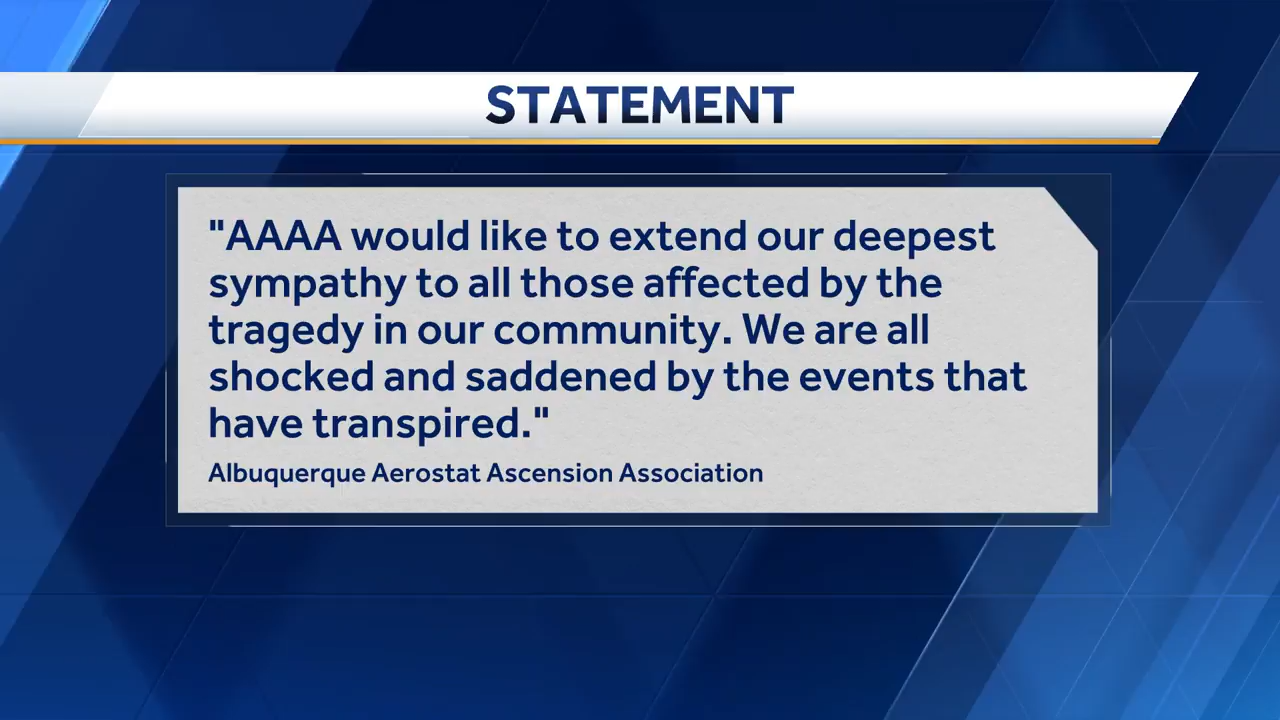 STATEMENT
"AAAA would like to extend our deepest
sympathy to all those affected by the
tragedy in our community. We are all
shocked and saddened by the events that
have transpired."
Albuquerque Aerostat Ascension Association